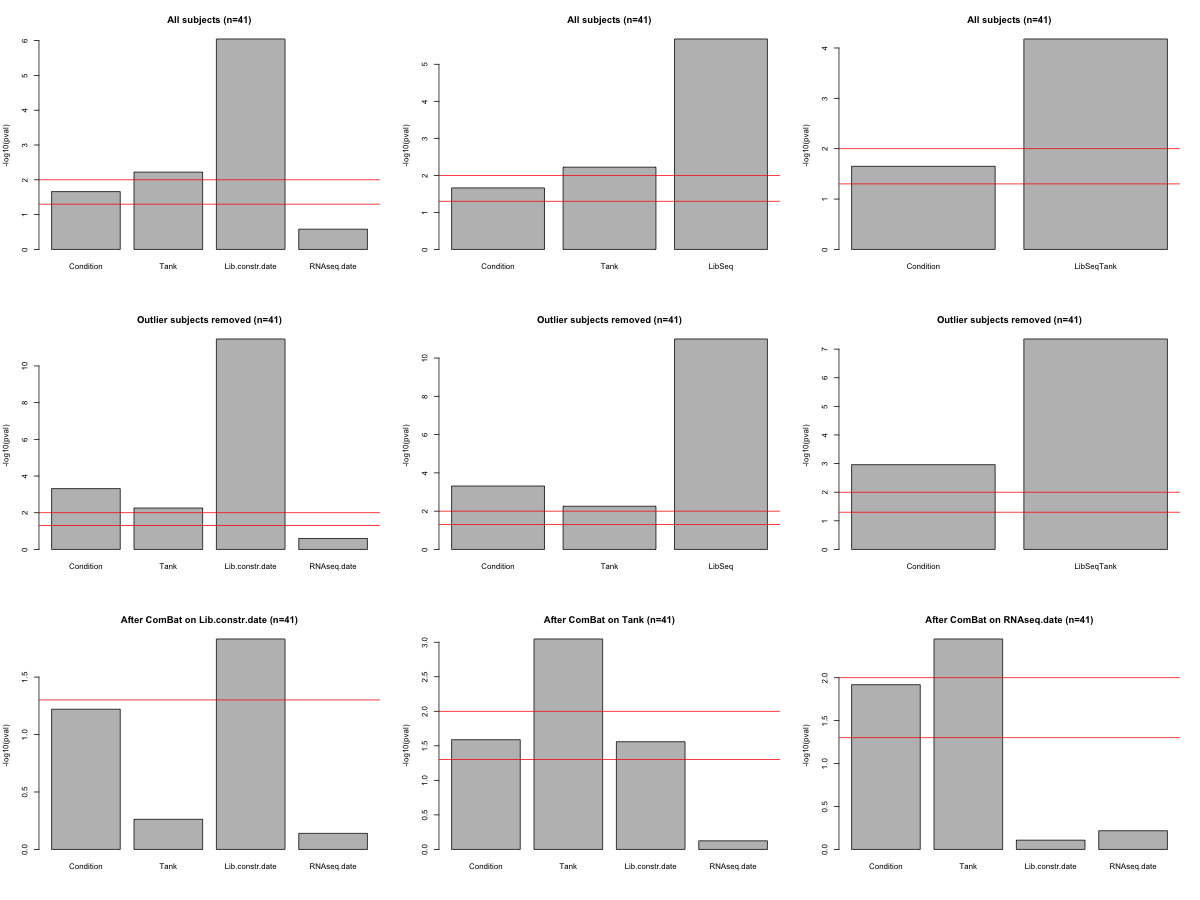 All subjects (n=41)
-log10(pval)
6
5
4
3
2
1
0
Condition Tank Lib.constr.date RNAseq.date
All subjects (n=41)
-log10(pval)
5
4
3
2
1
0
Condition Tank LibSeq
All subjects (n=41)
-log10(pval)
4
3
2
1
0
Condition LibSeqTank
Outlier subjects removed (n=41)
-log10(pval)
10
8
6
4
2
0
Condition Tank Lib.constr.date RNAseq.date
Outlier subjects removed (n=41)
-log10(pval)
10
8
6
4
2
0
Condition Tank LibSeq
Outlier subjects removed (n=41)
-log10(pval)
7
6
5
4
3
2
1
0
Condition LibSeqTank
After ComBat on Lib.constr.date (n=41)
-log10(pval)
1.5
1.0
0.5
0.0
Condition Tank Lib.constr.date RNAseq.date
After ComBat on Tank (n=41)
-log10(pval)
3.0
2.5
2.0
1.5
1.0
0.5
0.0
Condition Tank Lib.constr.date RNAseq.date
After ComBat on RNAseq.date (n=41)
-log10(pval)
2.0
1.5
1.0
0.5
0.0
Condition Tank Lib.constr.date RNAseq.date